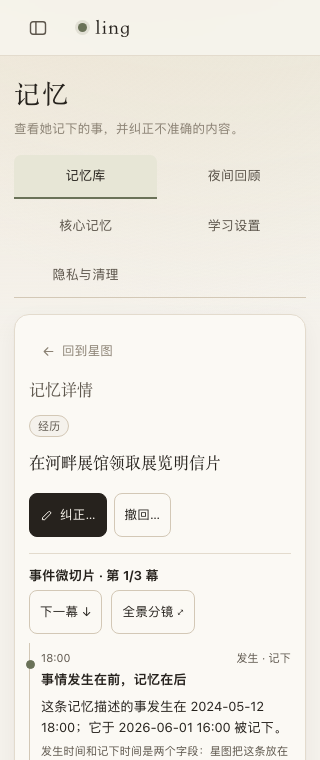 ling
记忆
查看她记下的事，并纠正不准确的内容。
记忆库
夜间回顾
核心记忆
学习设置
隐私与清理
← 回到星图
记忆详情
经历
在河畔展馆领取展览明信片
纠正…
撤回…
事件微切片 · 第 1/3 幕
下一幕 ↓
全景分镜 ⤢
18:00
发生 · 记下
事情发生在前，记忆在后
这条记忆描述的事发生在 2024-05-12
18:00；它于 2026-06-01 16:00 被记下。
发生时间和记下时间是两个字段：星图把这条放在